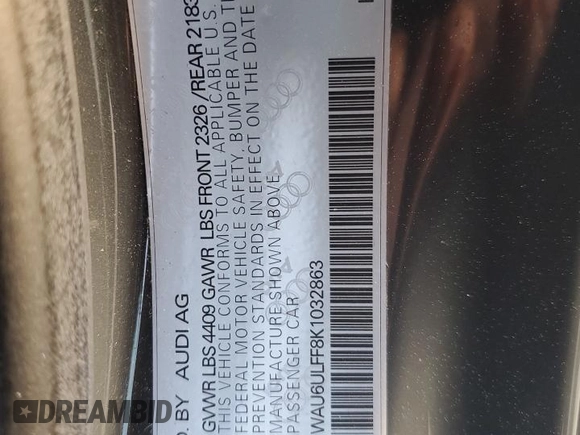 D. BY AUDI AG
GVWR LBS 4409 GAWR LBS FRONT 2326 /REAR 2183
THIS VEHICLE CONFORMS TO ALL APPLICABLE U.S.
FEDERAL MOTOR VEHICLE SAFETY, BUMPER AND
PREVENTION STANDARDS IN EFFECT ON THE DATE
MANUFACTURE SHOWN ABOVE.
PASSENGER CAR
WAU6ULFF8K1032863
DREAMBID